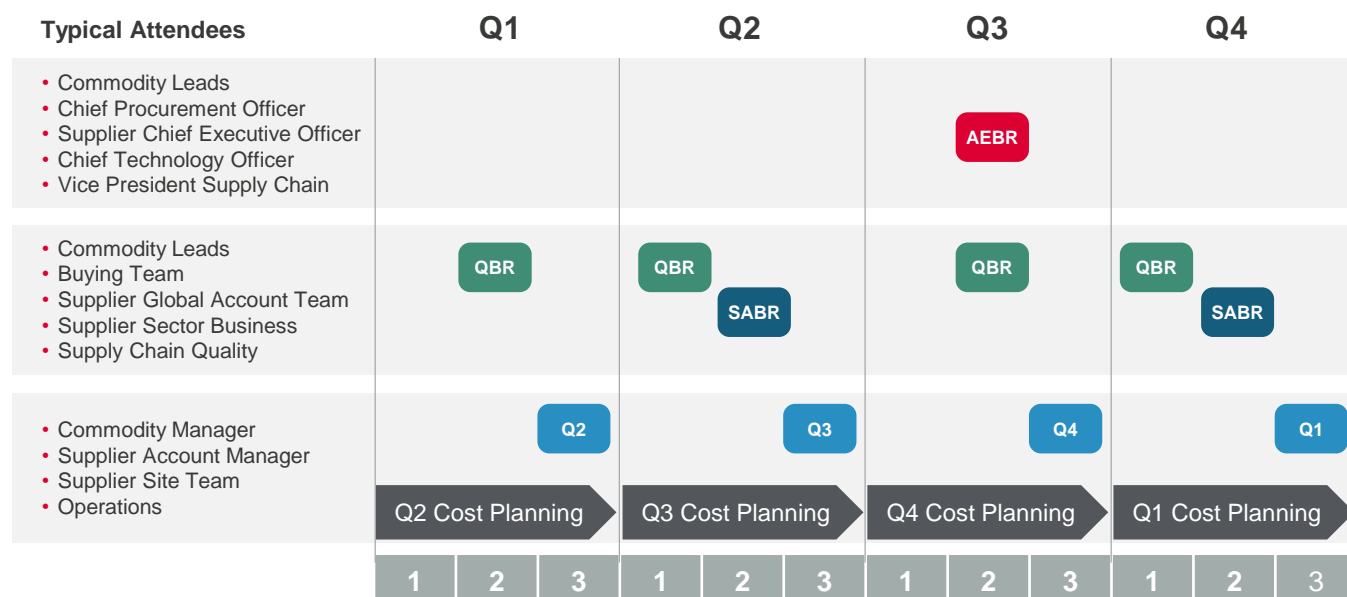 Typical Attendees Q1 Q2 Q3 Q4
• Commodity Leads
• Chief Procurement Officer
• Supplier Chief Executive Officer
• Chief Technology Officer
• Vice President Supply Chain
AEBR
• Commodity Leads
• Buying Team
• Supplier Global Account Team
• Supplier Sector Business
• Supply Chain Quality
QBR QBR QBR QBR
SABR SABR
• Commodity Manager
• Supplier Account Manager
• Supplier Site Team
• Operations
Q2 Q3 Q4 Q1
Q2 Cost Planning Q3 Cost Planning Q4 Cost Planning Q1 Cost Planning
1 2 3 1 2 3 1 2 3 1 2 3